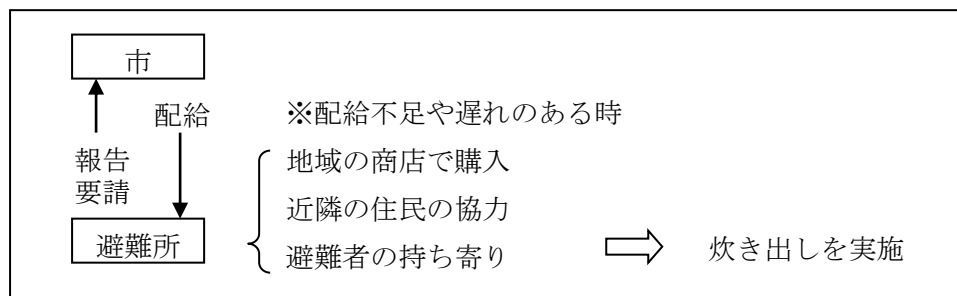 市
配給
※配給不足や遅れのある時
報告
要請
地域の商店で購入
近隣の住民の協力
避難所
避難者の持ち寄り
炊き出しを実施